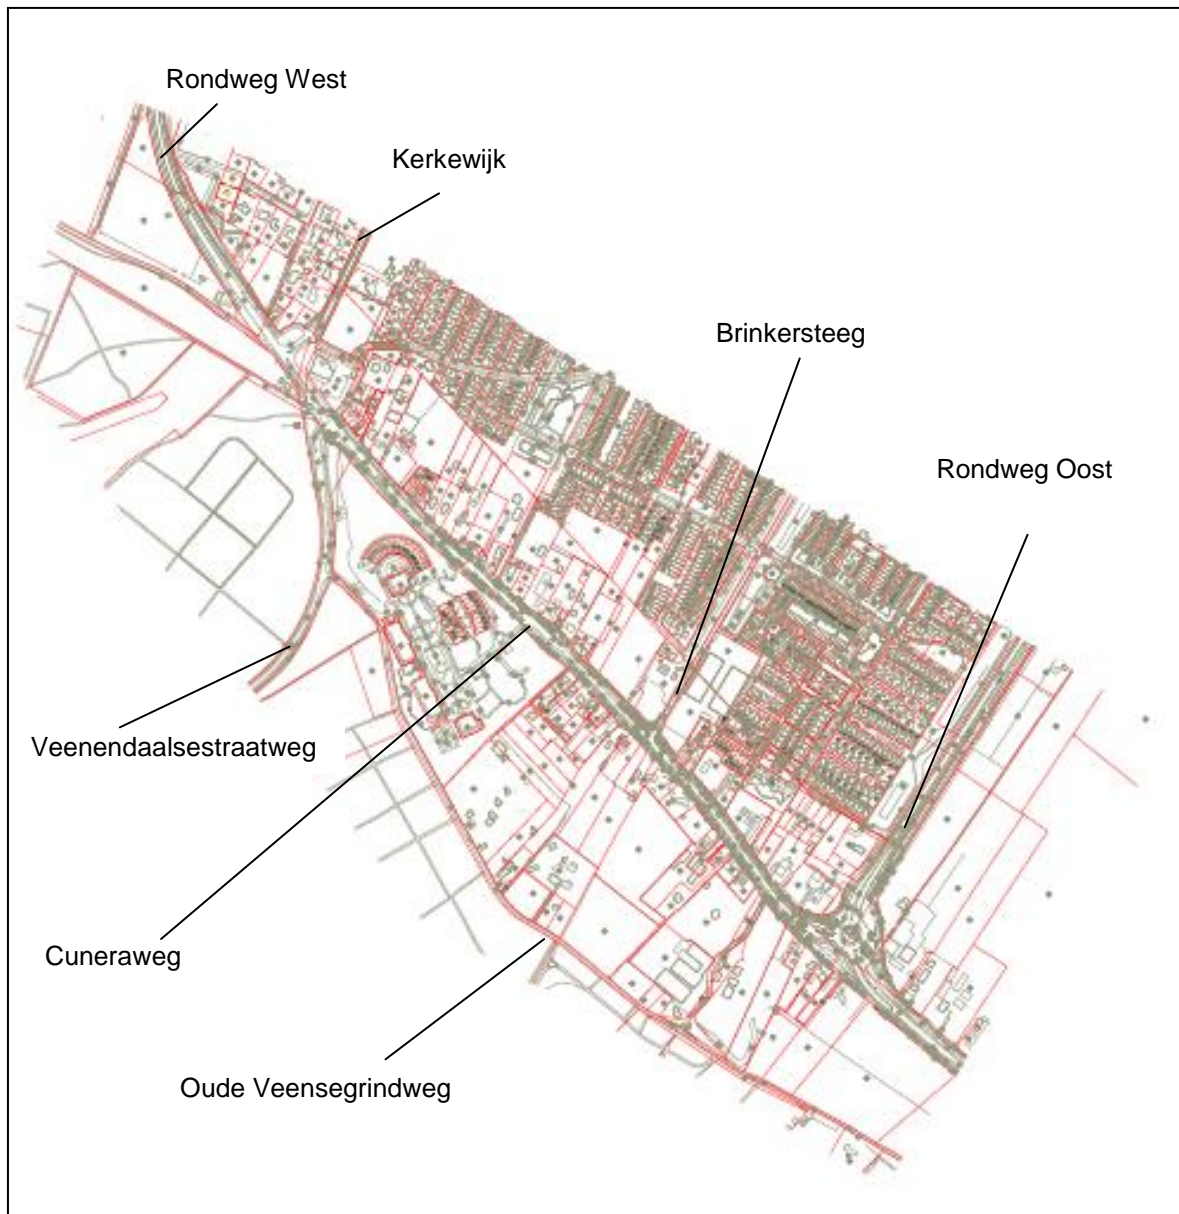 Rondweg West
Kerkewijk
Brinkersteeg
Rondweg Oost
Veenendaalsestraatweg
Cuneraweg
Oude Veensegrindweg